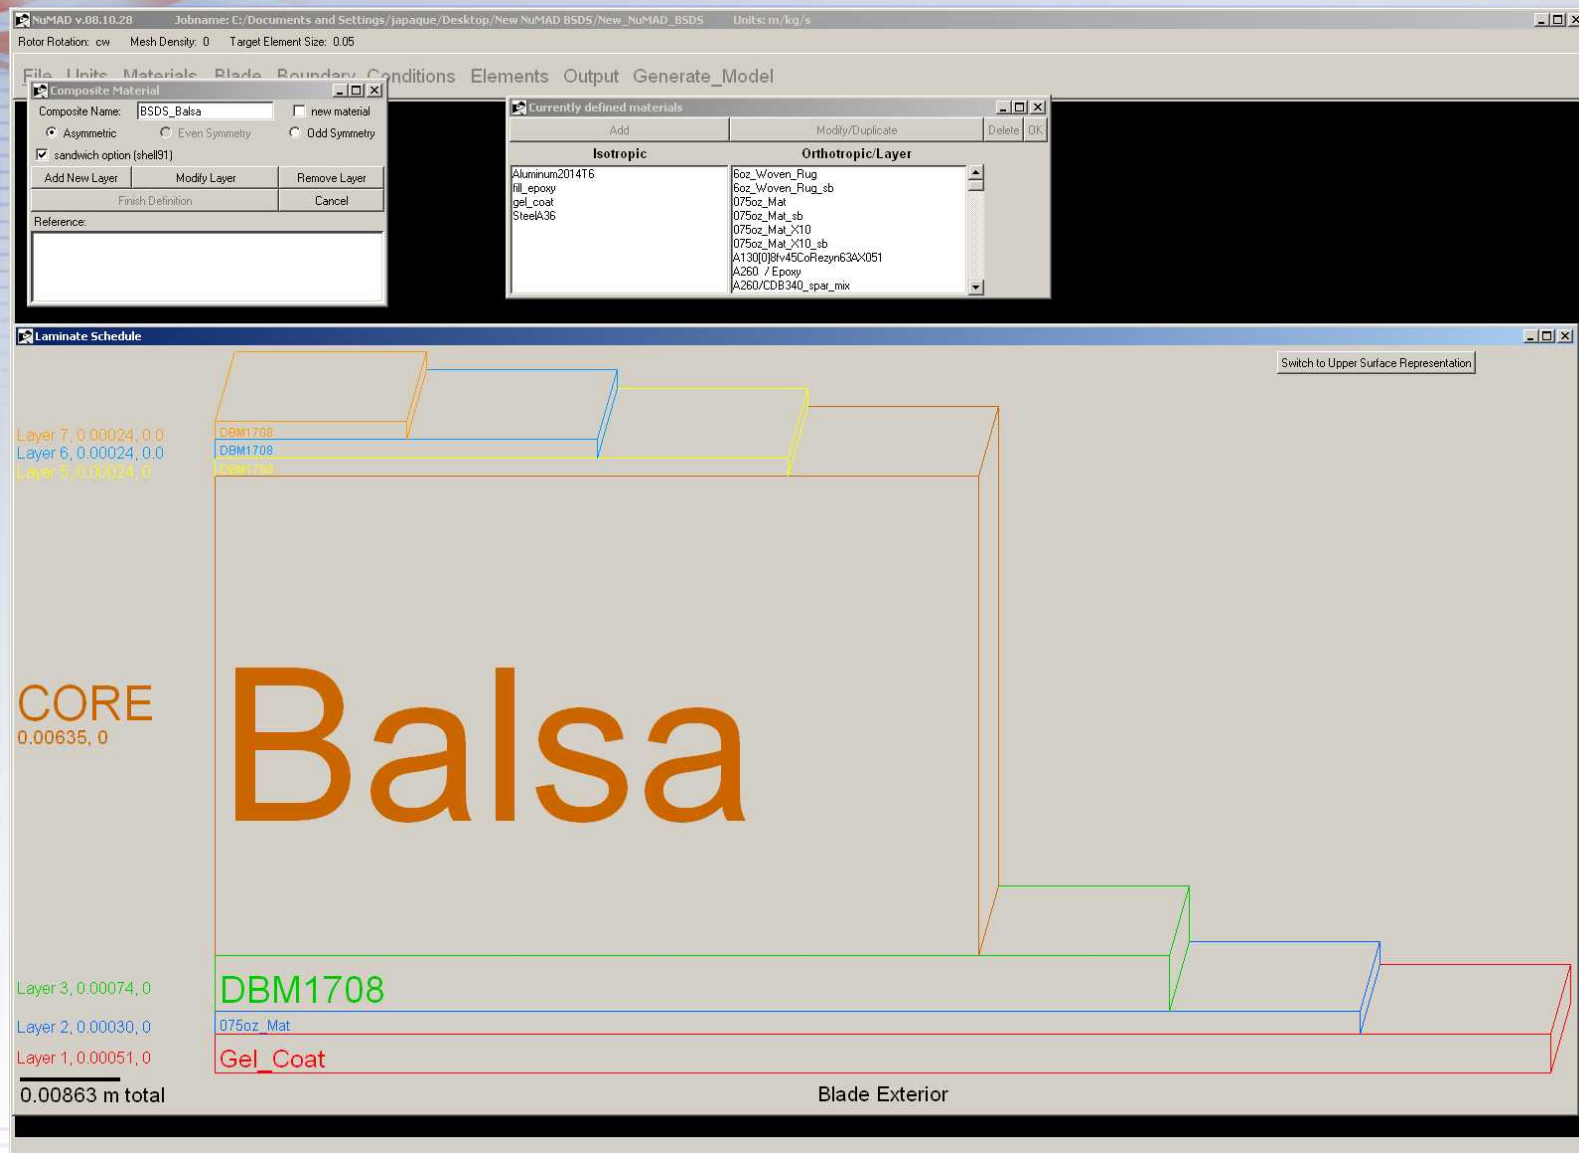 NuMAD v.08.10.28 Jobname: C:/Documents and Settings/japaque/Desktop/New NuMAD BSDS/New_NuMAD_BSDS Units: m/kg/s
Rotor Rotation: cw Mesh Density: 0 Target Element Size: 0.05
File Units Materials Blade Boundary Conditions Elements Output Generate_Model
Composite Material
Composite Name: BSDS_Balsa new material
Asymmetric Even Symmetry Odd Symmetry
sandwich option (shell91)
Add New Layer Modify Layer Remove Layer
Finish Definition Cancel
Reference:
Currently defined materials
Add Modify/Duplicate Delete OK
Isotropic Orthotropic/Layer
Aluminum2014T6 6oz_Woven_Rug
fill_epoxy 6oz_Woven_Rug_sb
gel_coat 075oz_Mat
SteelA36 075oz_Mat_sb
075oz_Mat_X10
075oz_Mat_X10_sb
A130[0]8fv45CoRezyn63AX051
A260 / Epoxy
A260/CDB340_spar_mix
Laminate Schedule
Switch to Upper Surface Representation
Layer 7, 0.00024, 0.0 DBM1708
Layer 6, 0.00024, 0.0 DBM1708
Layer 5, 0.00024, 0 DBM1708
CORE
0.00635, 0
Balsa
Layer 3, 0.00074, 0 DBM1708
Layer 2, 0.00030, 0 075oz_Mat
Layer 1, 0.00051, 0 Gel_Coat
0.00863 m total Blade Exterior